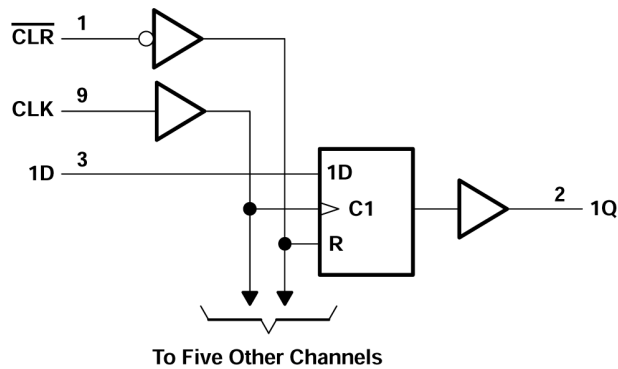 CLR 1
CLK 9
1D 3
1D
C1
R
2 1Q
To Five Other Channels